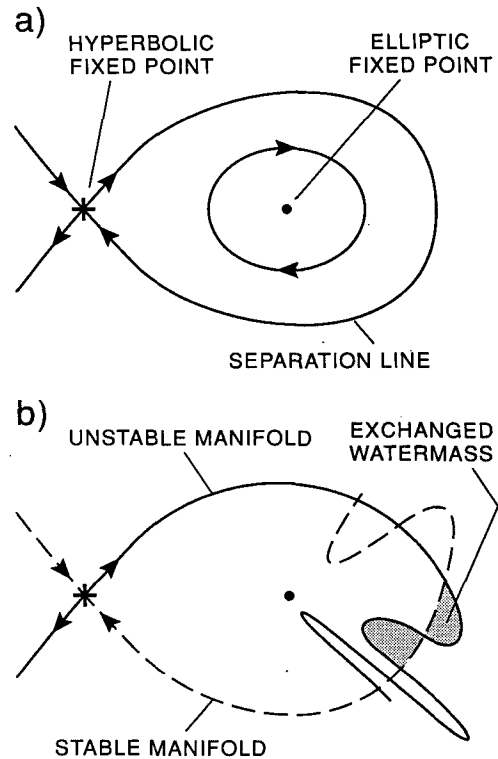 a)
HYPERBOLIC
FIXED POINT
ELLIPTIC
FIXED POINT
SEPARATION LINE
b)
UNSTABLE MANIFOLD
EXCHANGED
WATERMASS
STABLE MANIFOLD